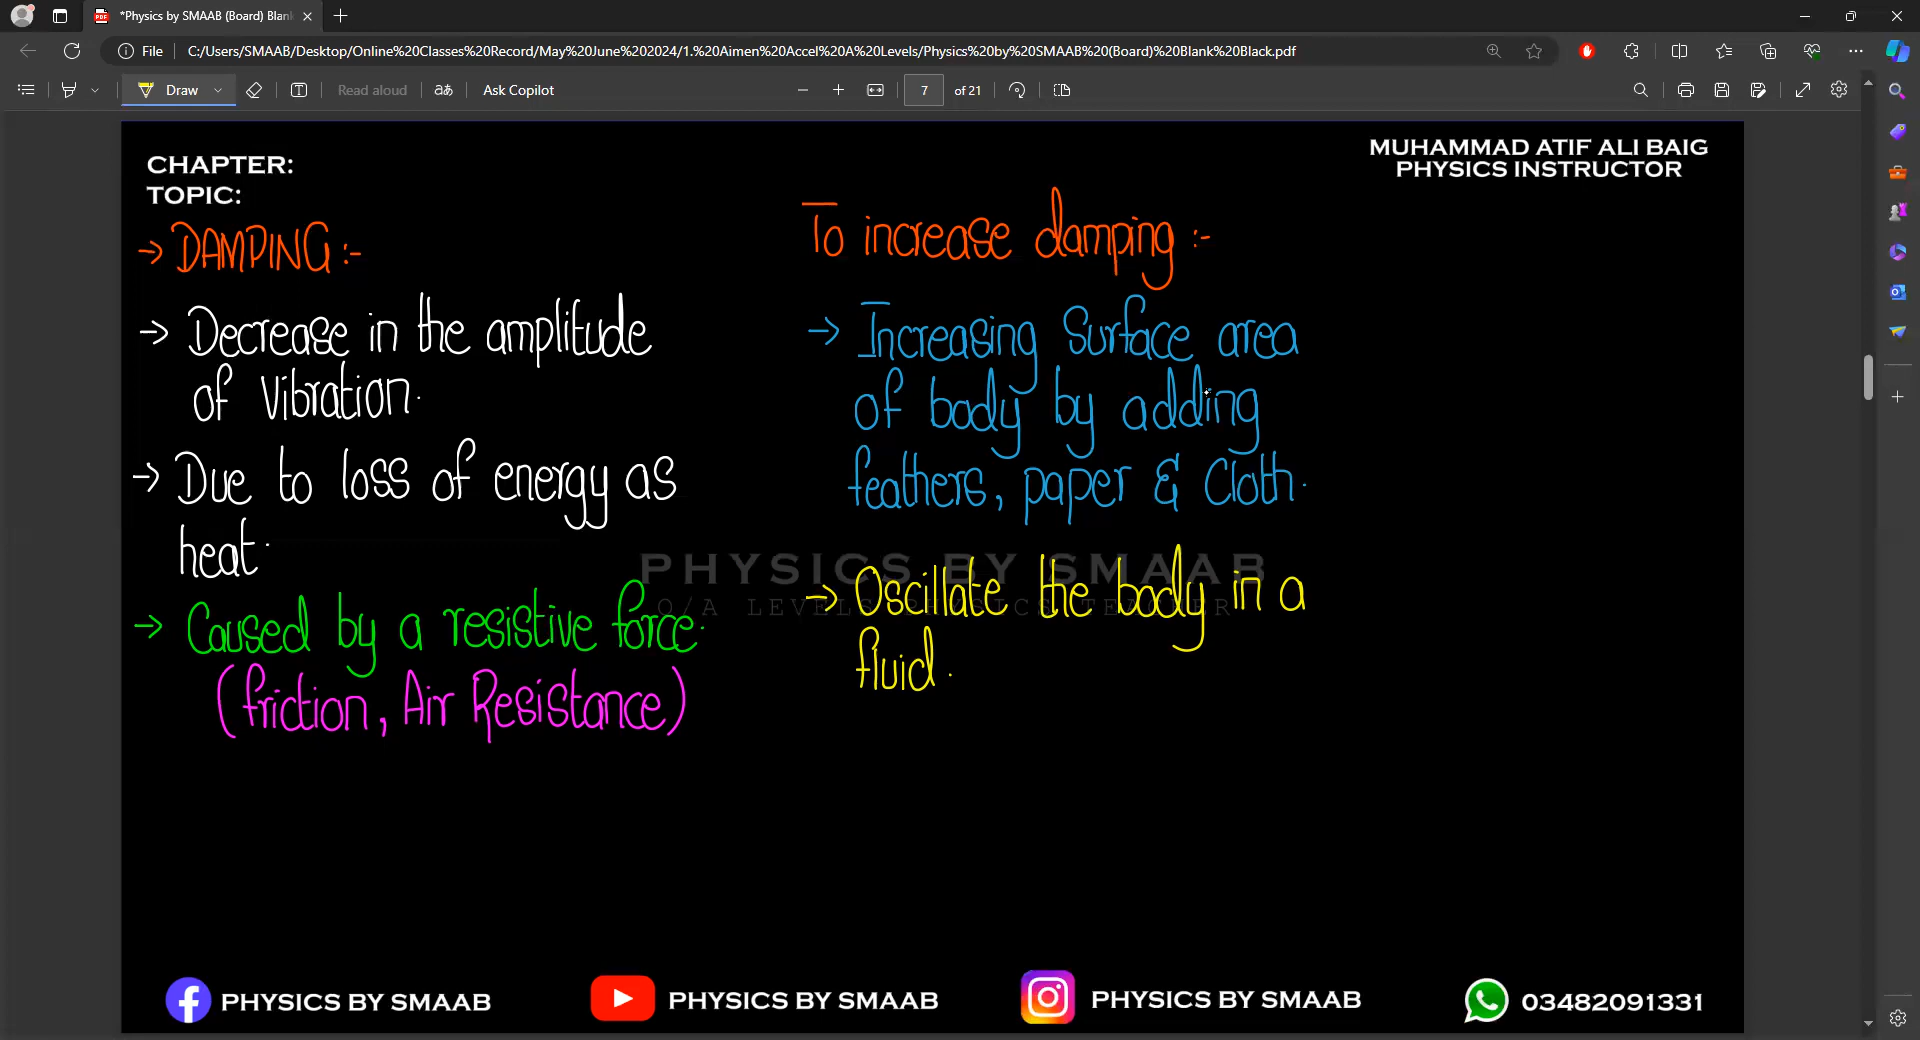 *Physics by SMAAB (Board) Blan
File
C:/Users/SMAAB/Desktop/Online%20Classes%20Record/May%20June%202024/1.%20Aimen%20Accel%20A%20Levels/Physics%20by%20SMAAB%20(Board)%20Blank%20Black.pdf
Draw
Read aloud
aあ
Ask Copilot
7 of 21
CHAPTER:
TOPIC:
MUHAMMAD ATIF ALI BAIG
PHYSICS INSTRUCTOR
→ DAMPING :-
→ Decrease in the amplitude
of Vibration.
→ Due to loss of energy as
heat.
→ Caused by a resistive force.
(friction, Air Resistance)
To increase damping :-
→ Increasing Surface area
of body by adding
feathers, paper & Cloth.
→ Oscillate the body in a
fluid.
PHYSICS BY SMAAB
O/A LEVELS PHYSICS TEACHER
PHYSICS BY SMAAB
PHYSICS BY SMAAB
PHYSICS BY SMAAB
03482091331